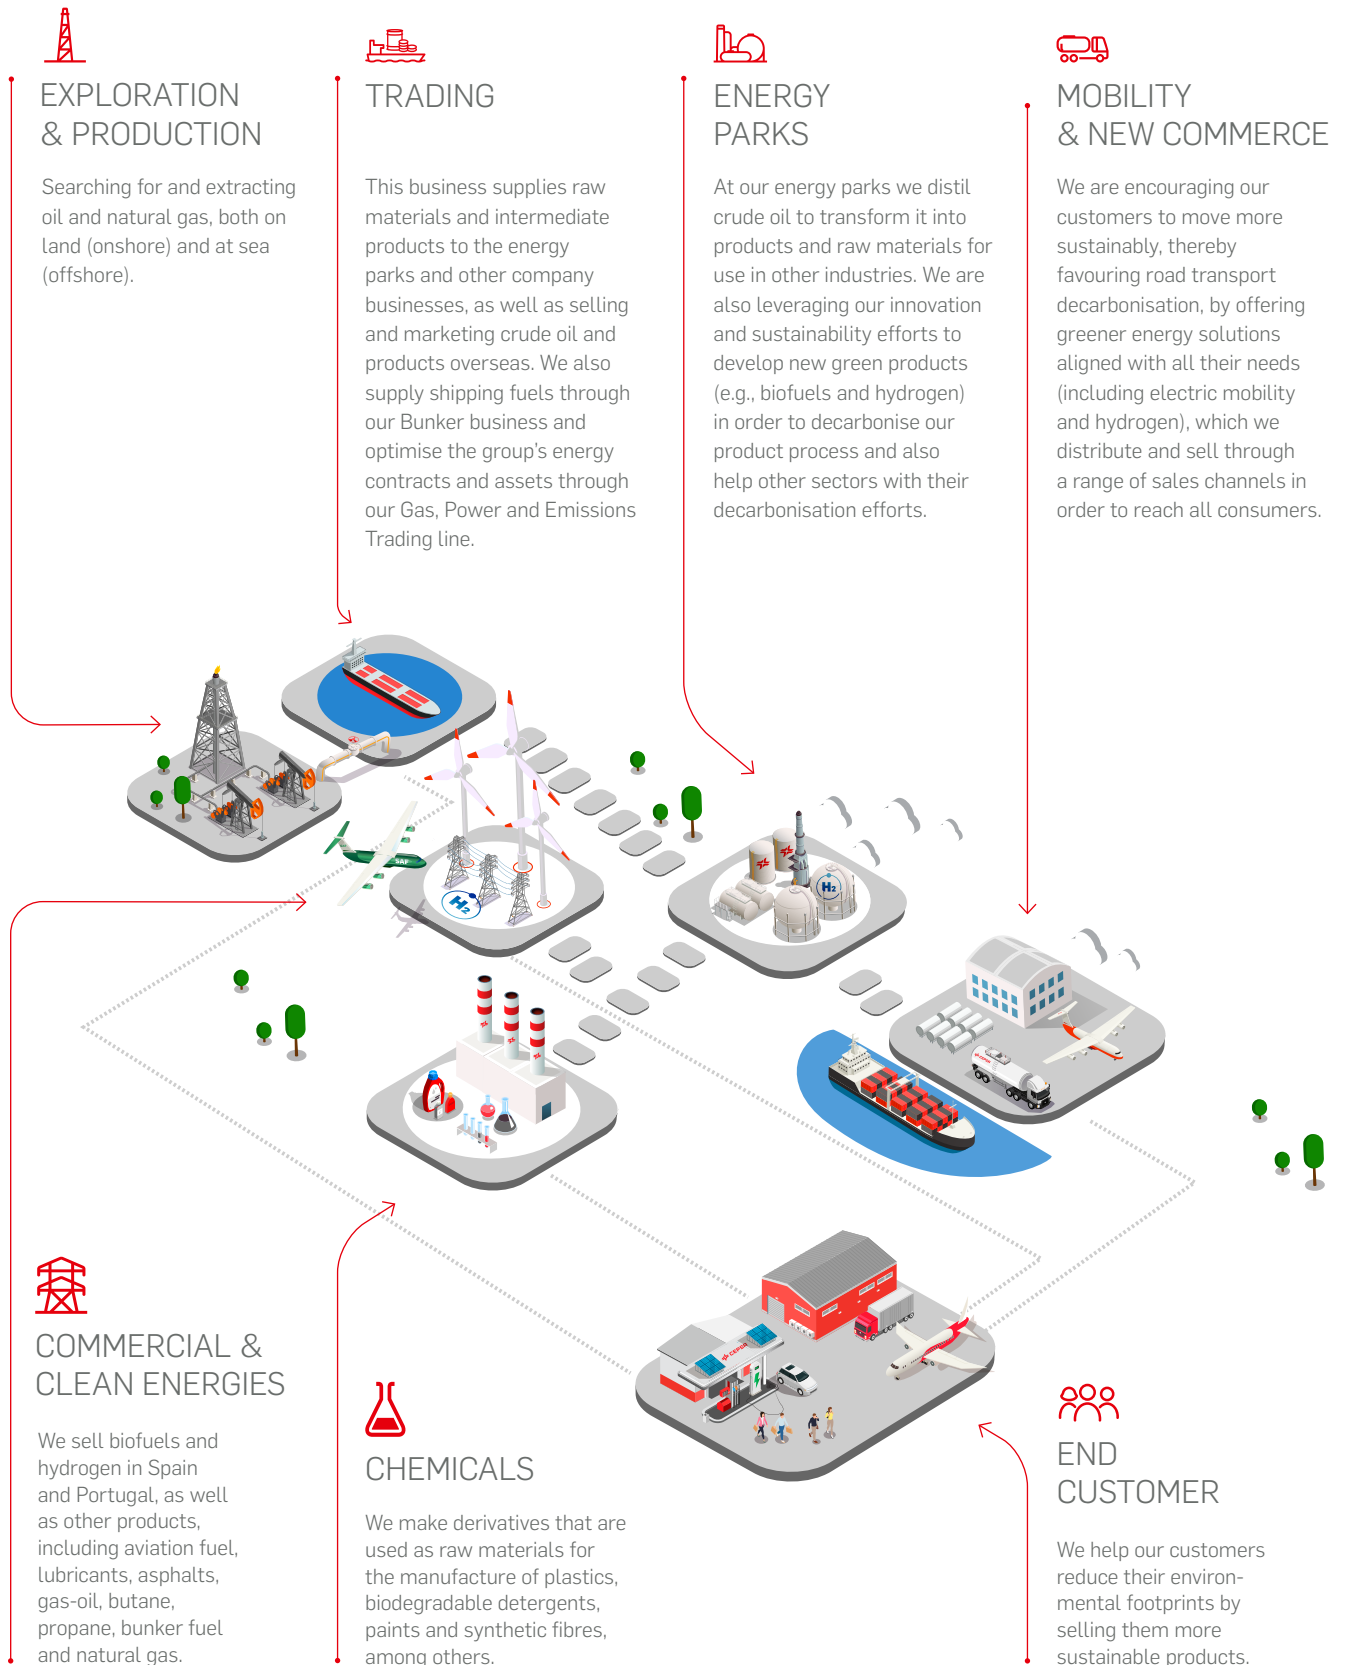 EXPLORATION
& PRODUCTION
Searching for and extracting
oil and natural gas, both on
land (onshore) and at sea
(offshore).
TRADING
This business supplies raw
materials and intermediate
products to the energy
parks and other company
businesses, as well as selling
and marketing crude oil and
products overseas. We also
supply shipping fuels through
our Bunker business and
optimise the group's energy
contracts and assets through
our Gas, Power and Emissions
Trading line.
ENERGY
PARKS
At our energy parks we distil
crude oil to transform it into
products and raw materials for
use in other industries. We are
also leveraging our innovation
and sustainability efforts to
develop new green products
(e.g., biofuels and hydrogen)
in order to decarbonise our
product process and also
help other sectors with their
decarbonisation efforts.
MOBILITY
& NEW COMMERCE
We are encouraging our
customers to move more
sustainably, thereby
favouring road transport
decarbonisation, by offering
greener energy solutions
aligned with all their needs
(including electric mobility
and hydrogen), which we
distribute and sell through
a range of sales channels in
order to reach all consumers.
SAF
H2
H2
CEPSA
CEPSA
COMMERCIAL &
CLEAN ENERGIES
We sell biofuels and
hydrogen in Spain
and Portugal, as well
as other products,
including aviation fuel,
lubricants, asphalts,
gas-oil, butane,
propane, bunker fuel
and natural gas.
CHEMICALS
We make derivatives that are
used as raw materials for
the manufacture of plastics,
biodegradable detergents,
paints and synthetic fibres,
among others.
END
CUSTOMER
We help our customers
reduce their environ-
mental footprints by
selling them more
sustainable products.